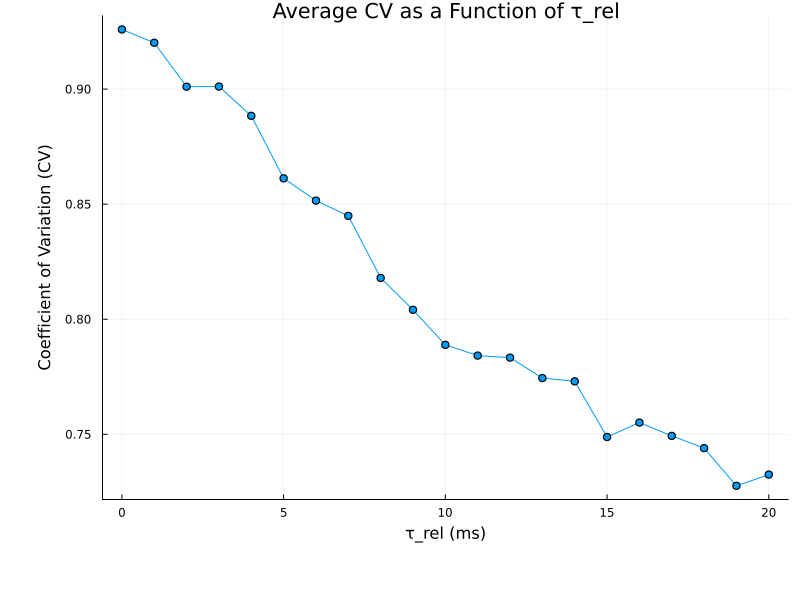 Average CV as a Function of τ_rel
0.90
0.85
0.80
0.75
Coefficient of Variation (CV)
0 5 10 15 20
τ_rel (ms)